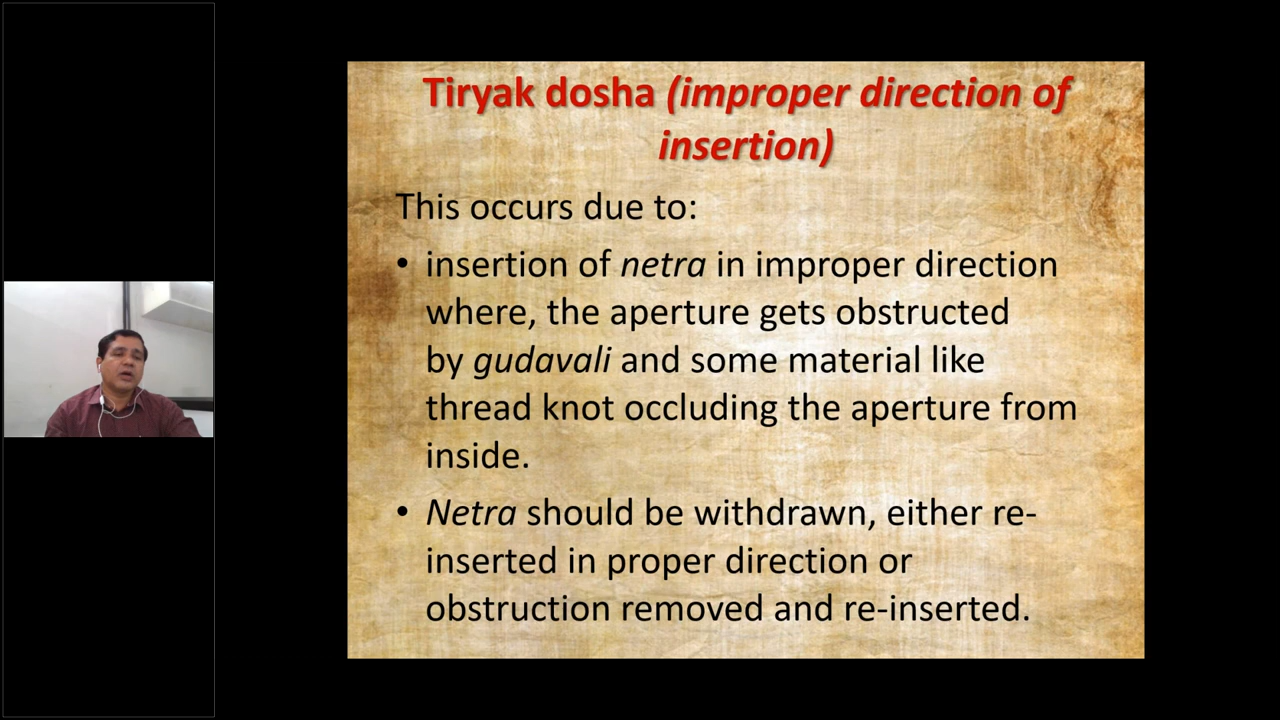 Tiryak dosha (improper direction of
insertion)
This occurs due to:
• insertion of netra in improper direction
where, the aperture gets obstructed
by gudavali and some material like
thread knot occluding the aperture from
inside.
• Netra should be withdrawn, either re-
inserted in proper direction or
obstruction removed and re-inserted.